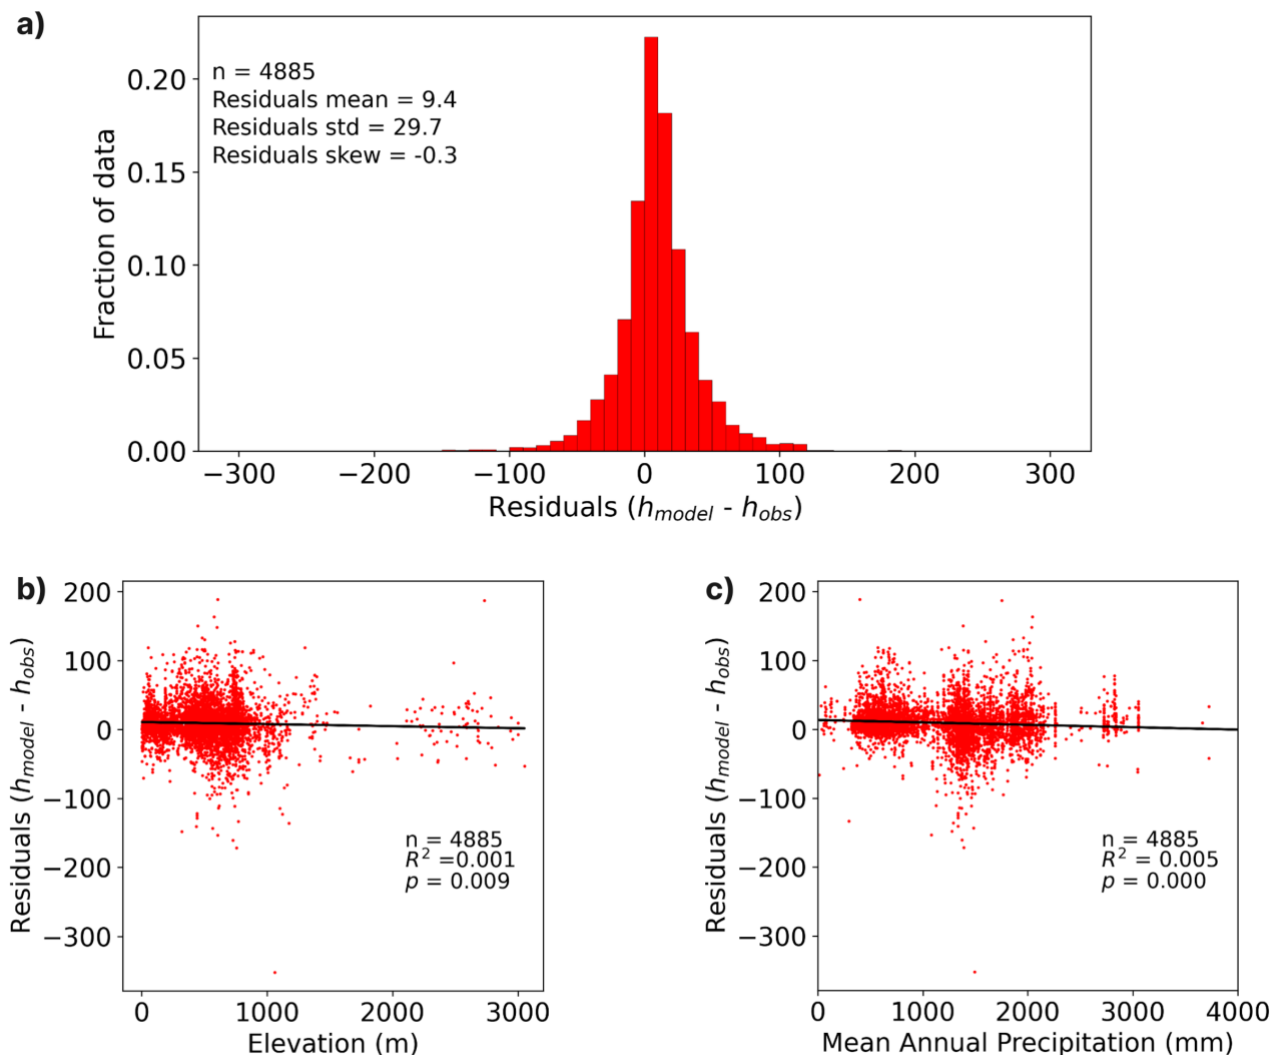 a)
n = 4885
Residuals mean = 9.4
Residuals std = 29.7
Residuals skew = -0.3
Fraction of data
0.20
0.15
0.10
0.05
0.00
−300
−200
−100
0
100
200
300
Residuals (h_model - h_obs)
b)
Residuals (h_model - h_obs)
200
100
0
−100
−200
−300
n = 4885
R² =0.001
p = 0.009
0
1000
2000
3000
Elevation (m)
c)
Residuals (h_model - h_obs)
200
100
0
−100
−200
−300
n = 4885
R² = 0.005
p = 0.000
0
1000
2000
3000
4000
Mean Annual Precipitation (mm)